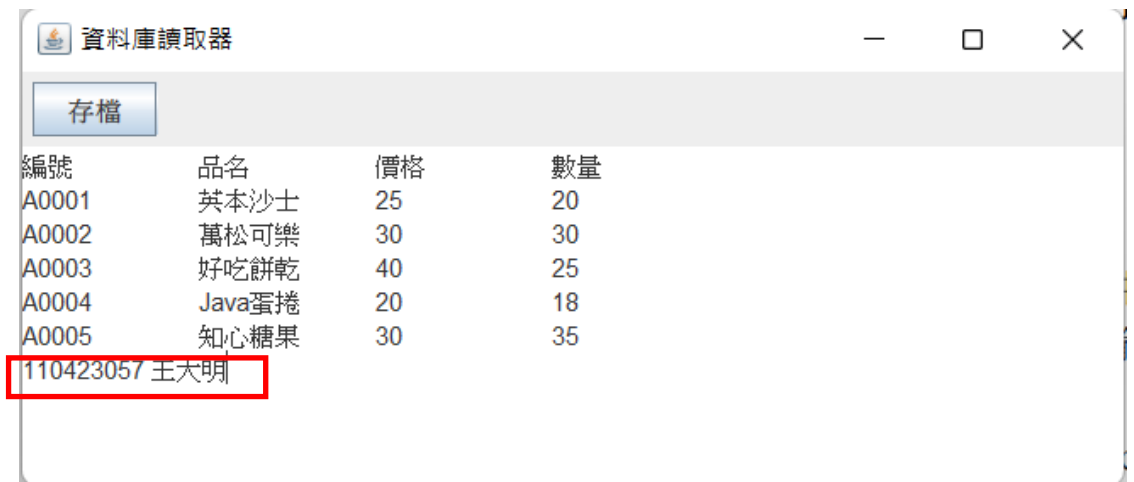 資料庫讀取器
存檔
編號 品名 價格 數量
A0001 英本沙士 25 20
A0002 萬松可樂 30 30
A0003 好吃餅乾 40 25
A0004 Java蛋捲 20 18
A0005 知心糖果 30 35
110423057 王大明